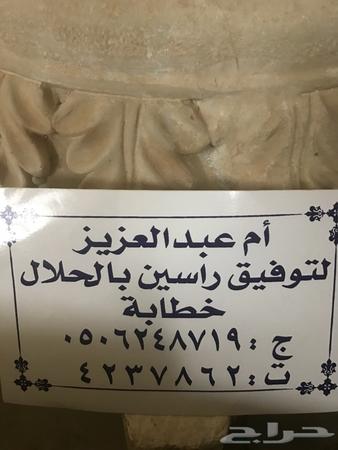 أم عبدالعزيز
لتوفيق راسين بالحلال
خطابة
ج : ٠٥٠٦٢٤٨٧١٩
ت : ٤٢٣٧٨٦٢
حراج